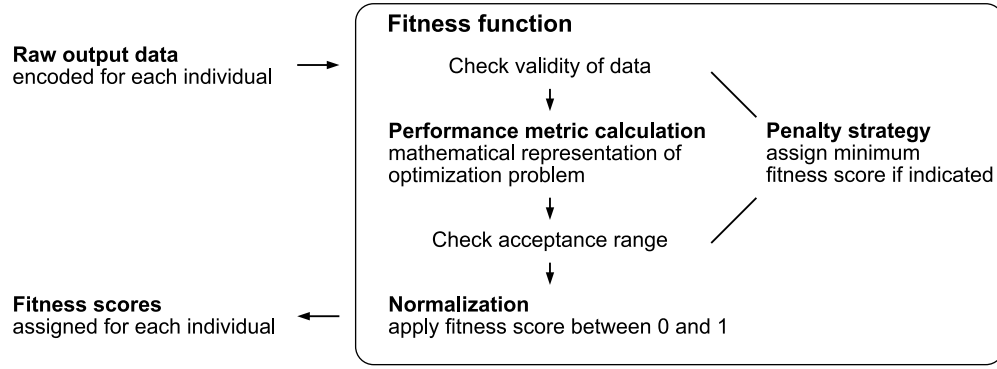 Fitness function
Raw output data
encoded for each individual
Check validity of data
Performance metric calculation
mathematical representation of
optimization problem
Penalty strategy
assign minimum
fitness score if indicated
Check acceptance range
Fitness scores
assigned for each individual
Normalization
apply fitness score between 0 and 1